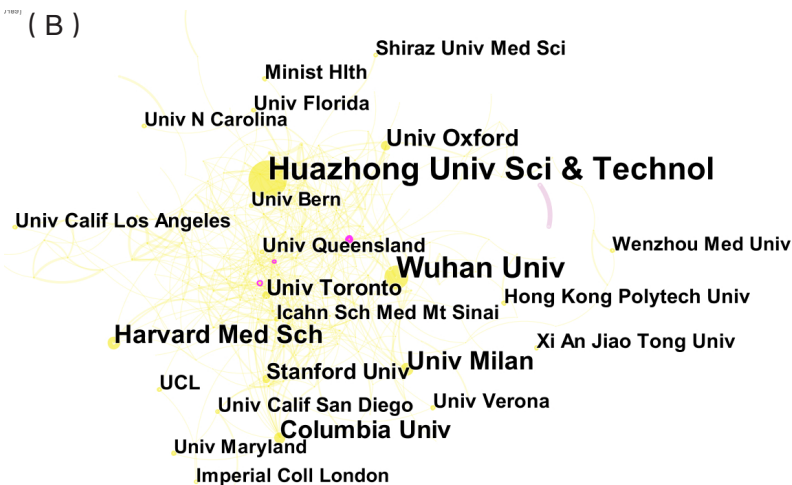 ( B )
Shiraz Univ Med Sci
Minist Hlth
Univ Florida
Univ N Carolina
Univ Oxford
Huazhong Univ Sci & Technol
Univ Bern
Univ Calif Los Angeles
Univ Queensland
Wenzhou Med Univ
Wuhan Univ
Univ Toronto
Hong Kong Polytech Univ
Icahn Sch Med Mt Sinai
Harvard Med Sch
Xi An Jiao Tong Univ
Univ Milan
Stanford Univ
UCL
Univ Calif San Diego
Univ Verona
Columbia Univ
Univ Maryland
Imperial Coll London